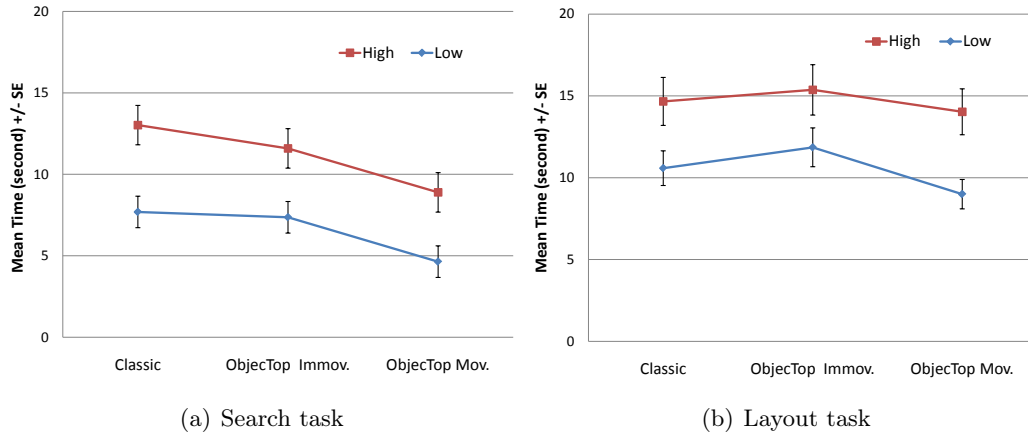 20
15
10
5
0
Mean Time (second) +/- SE
High Low
Classic ObjecTop Immov. ObjecTop Mov.
(a) Search task
20
15
10
5
0
Mean Time (second) +/- SE
High Low
Classic ObjecTop Immov. ObjecTop Mov.
(b) Layout task